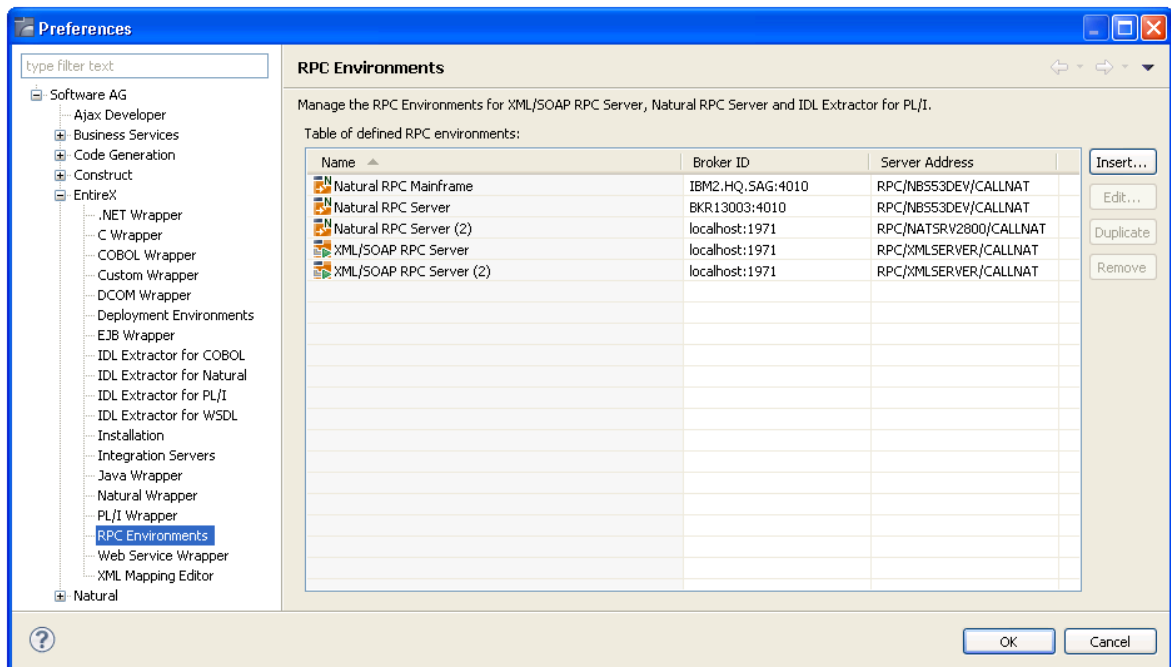 Preferences
type filter text
Software AG
Ajax Developer
Business Services
Code Generation
Construct
EntireX
.NET Wrapper
C Wrapper
COBOL Wrapper
Custom Wrapper
DCOM Wrapper
Deployment Environments
EJB Wrapper
IDL Extractor for COBOL
IDL Extractor for Natural
IDL Extractor for PL/I
IDL Extractor for WSDL
Installation
Integration Servers
Java Wrapper
Natural Wrapper
PL/I Wrapper
RPC Environments
Web Service Wrapper
XML Mapping Editor
Natural
RPC Environments
Manage the RPC Environments for XML/SOAP RPC Server, Natural RPC Server and IDL Extractor for PL/I.
Table of defined RPC environments:
Name Broker ID Server Address
Natural RPC Mainframe IBM2.HQ.SAG:4010 RPC/NBS53DEV/CALLNAT
Natural RPC Server BKR13003:4010 RPC/NBS53DEV/CALLNAT
Natural RPC Server (2) localhost:1971 RPC/NATSRV2800/CALLNAT
XML/SOAP RPC Server localhost:1971 RPC/XMLSERVER/CALLNAT
XML/SOAP RPC Server (2) localhost:1971 RPC/XMLSERVER/CALLNAT
Insert...
Edit...
Duplicate
Remove
? OK Cancel